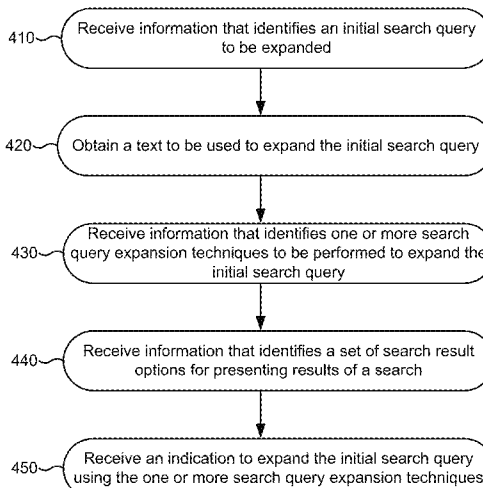 410
Receive information that identifies an initial search query
to be expanded
420
Obtain a text to be used to expand the initial search query
430
Receive information that identifies one or more search
query expansion techniques to be performed to expand the
initial search query
440
Receive information that identifies a set of search result
options for presenting results of a search
450
Receive an indication to expand the initial search query
using the one or more search query expansion techniques